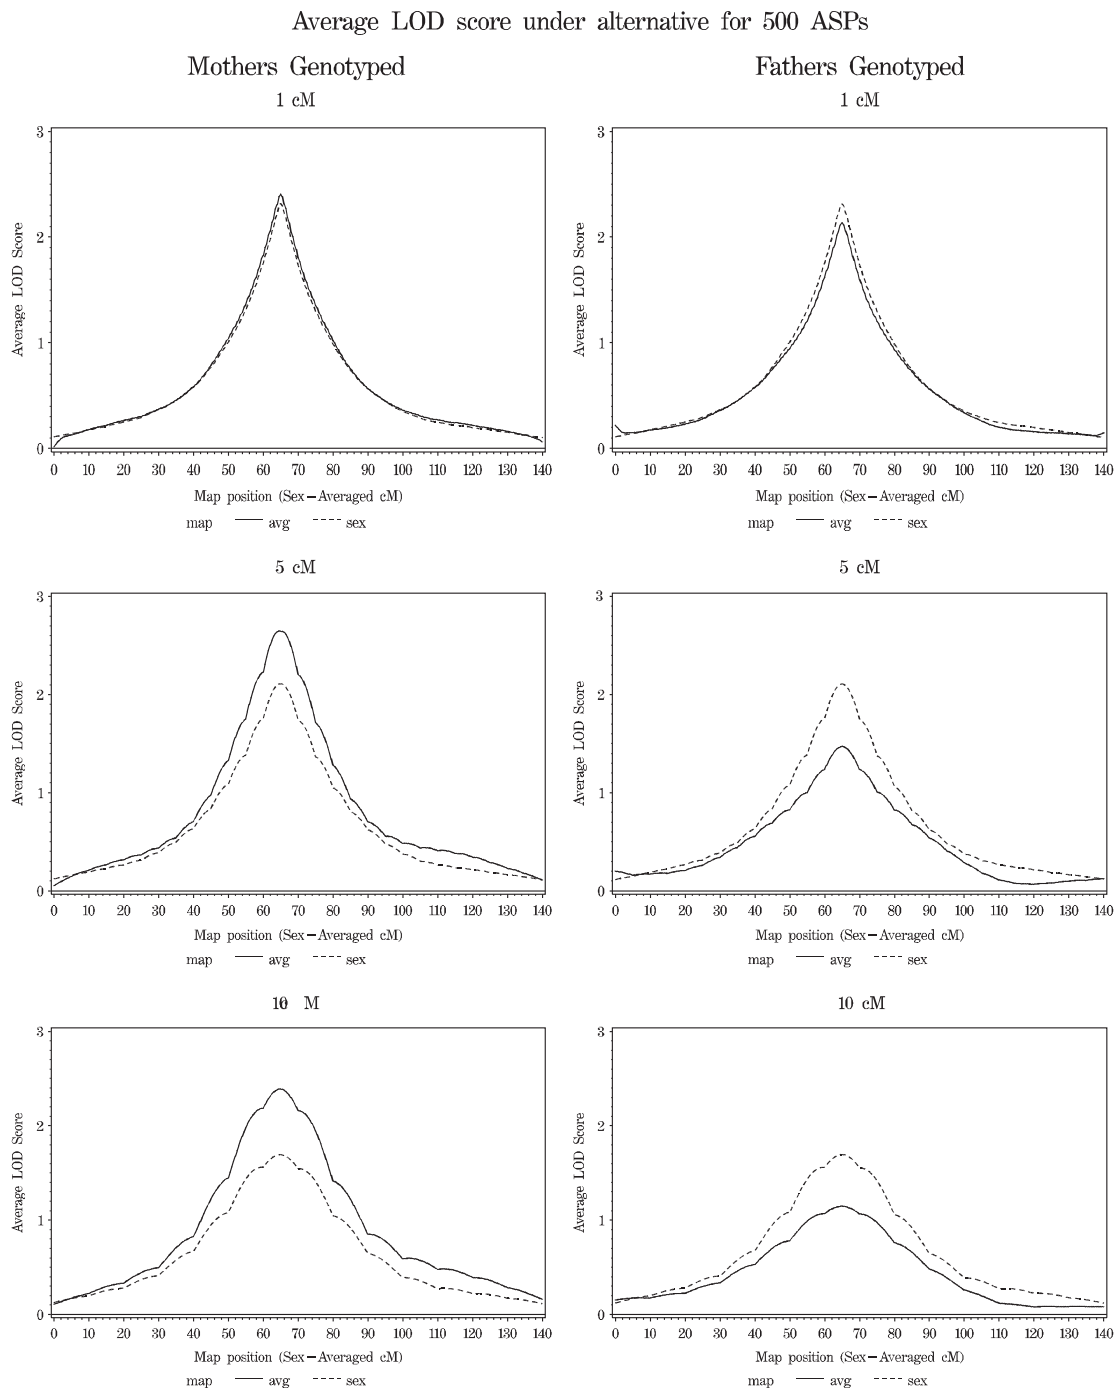 Average LOD score under alternative for 500 ASPs
Mothers Genotyped
Fathers Genotyped
1 cM
3
2
1
0
Average LOD Score
0 10 20 30 40 50 60 70 80 90 100 110 120 130 140
Map position (Sex-Averaged cM)
map avg sex
1 cM
3
2
1
0
Average LOD Score
0 10 20 30 40 50 60 70 80 90 100 110 120 130 140
Map position (Sex-Averaged cM)
map avg sex
5 cM
3
2
1
0
Average LOD Score
0 10 20 30 40 50 60 70 80 90 100 110 120 130 140
Map position (Sex-Averaged cM)
map avg sex
5 cM
3
2
1
0
Average LOD Score
0 10 20 30 40 50 60 70 80 90 100 110 120 130 140
Map position (Sex-Averaged cM)
map avg sex
10 M
3
2
1
0
Average LOD Score
0 10 20 30 40 50 60 70 80 90 100 110 120 130 140
Map position (Sex-Averaged cM)
map avg sex
10 cM
3
2
1
0
Average LOD Score
0 10 20 30 40 50 60 70 80 90 100 110 120 130 140
Map position (Sex-Averaged cM)
map avg sex